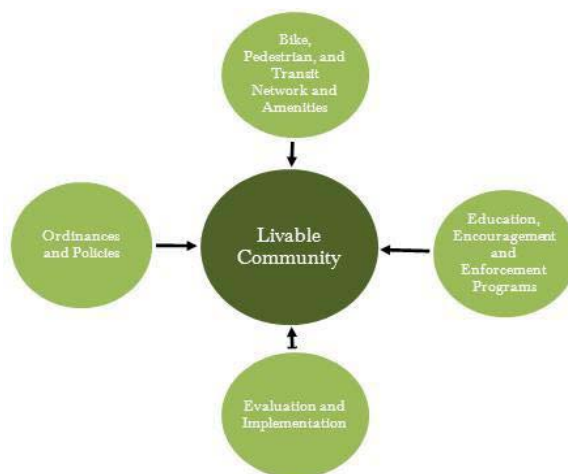 Bike,
Pedestrian, and
Transit
Network and
Amenities
Ordinances
and Policies
Livable
Community
Education,
Encouragement
and
Enforcement
Programs
Evaluation and
Implementation